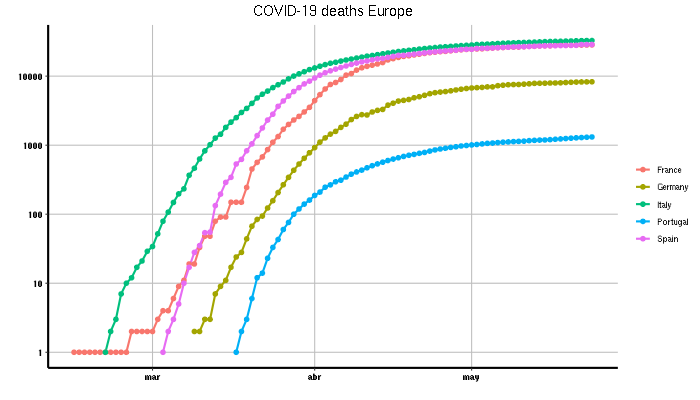 COVID-19 deaths Europe
10000
1000
100
10
1
mar abr may
France
Germany
Italy
Portugal
Spain